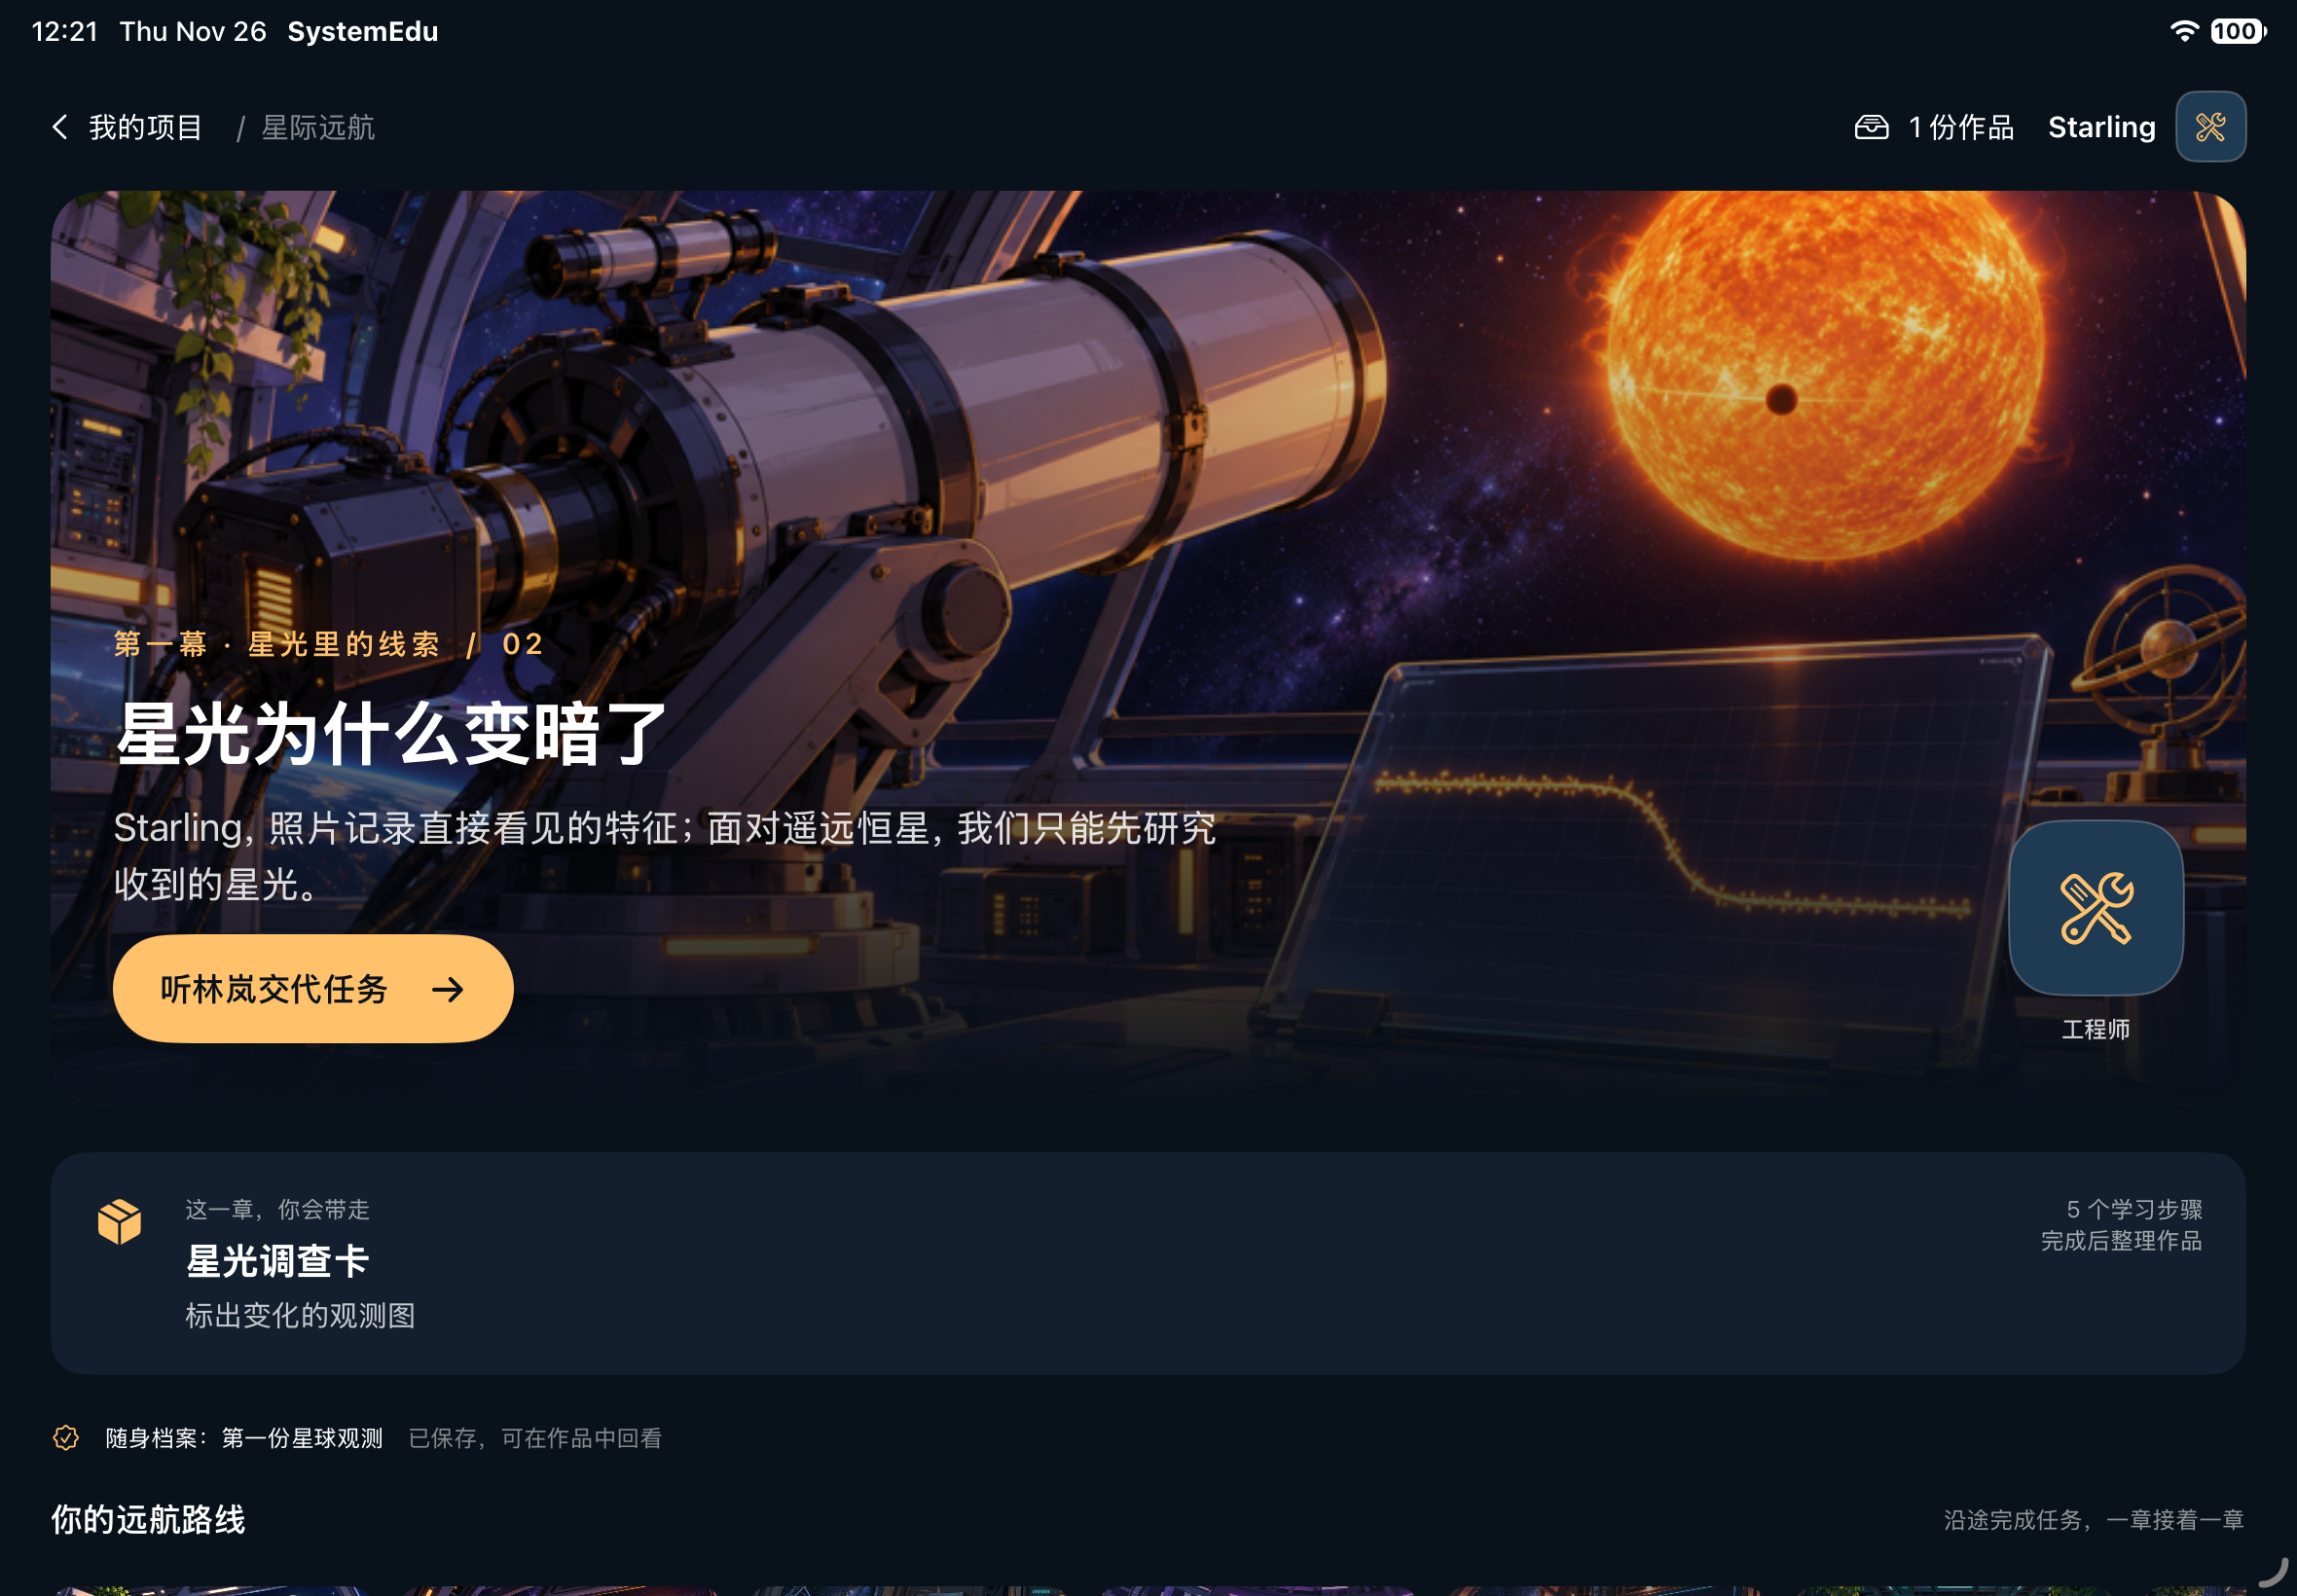 12:21 Thu Nov 26 SystemEdu
100
我的项目 / 星际远航
1 份作品 Starling
第一幕 · 星光里的线索 / 02
星光为什么变暗了
Starling, 照片记录直接看见的特征；面对遥远恒星，我们只能先研究
收到的星光。
听林岚交代任务
工程师
这一章，你会带走
星光调查卡
标出变化的观测图
5 个学习步骤
完成后整理作品
随身档案：第一份星球观测 已保存，可在作品中回看
你的远航路线
沿途完成任务，一章接着一章